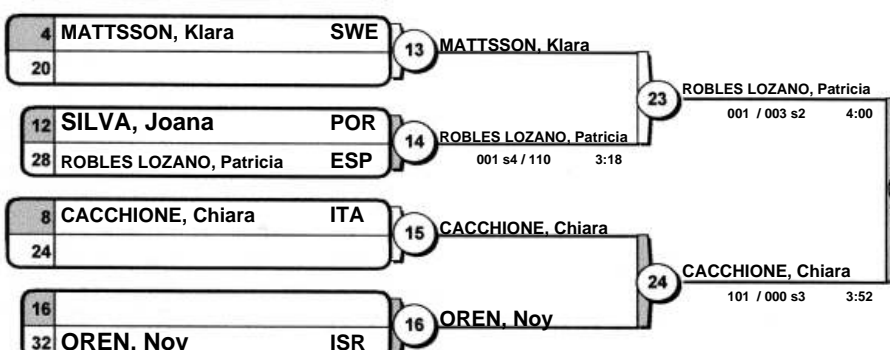 4 MATTSSON, Klara SWE
20
13 MATTSSON, Klara
12 SILVA, Joana POR
28 ROBLES LOZANO, Patricia ESP
14 ROBLES LOZANO, Patricia
001 s4 / 110 3:18
23 ROBLES LOZANO, Patricia
001 / 003 s2 4:00
8 CACCHIONE, Chiara ITA
24
15 CACCHIONE, Chiara
16
32 OREN, Noy ISR
16 OREN, Noy
24 CACCHIONE, Chiara
101 / 000 s3 3:52